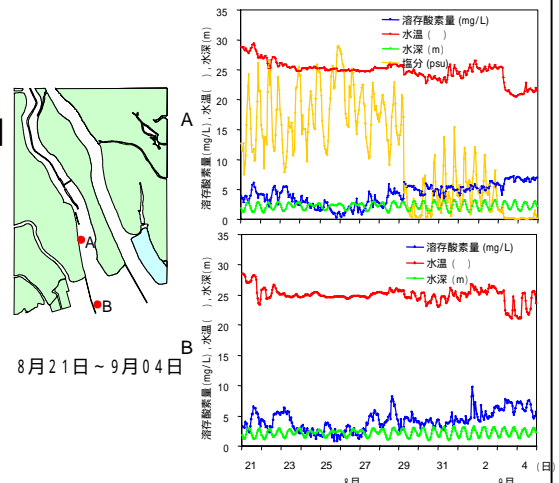 A
B
8月21日～9月04日
A
溶存酸素量(mg/L), 水温( ), 水深(m)
35
30
25
20
15
10
5
0
溶存酸素量 (mg/L)
水温 ( )
水深 (m)
塩分 (psu)
B
溶存酸素量(mg/L), 水温( ), 水深(m)
35
30
25
20
15
10
5
0
溶存酸素量 (mg/L)
水温 ( )
水深 (m)
21 23 25 27 29 31 2 4 (日)
8月 9月